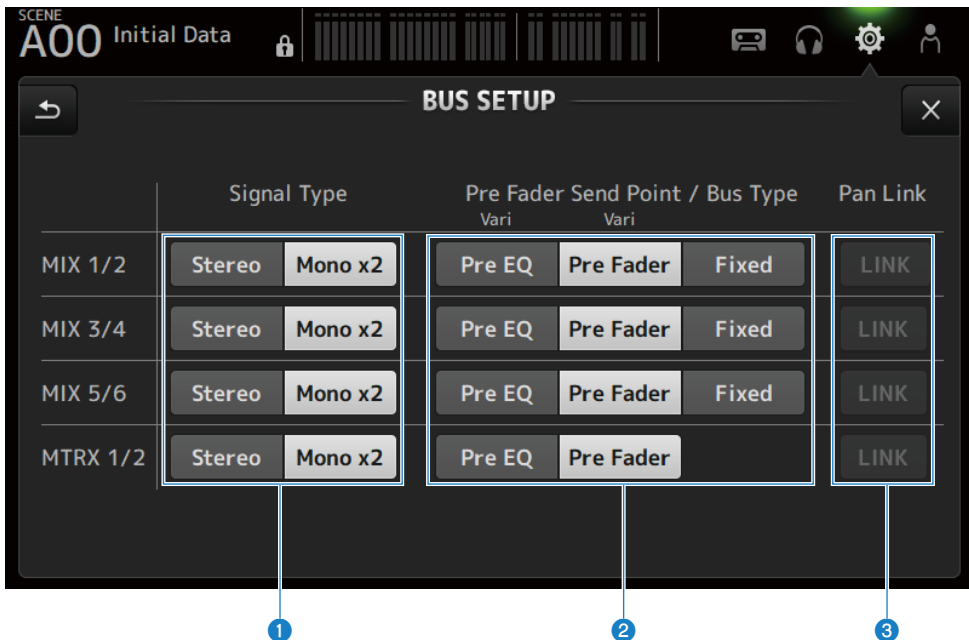 SCENE
A00 Initial Data
BUS SETUP
Signal Type
Pre Fader Send Point / Bus Type
Pan Link
Vari Vari
MIX 1/2 Stereo Mono x2 Pre EQ Pre Fader Fixed LINK
MIX 3/4 Stereo Mono x2 Pre EQ Pre Fader Fixed LINK
MIX 5/6 Stereo Mono x2 Pre EQ Pre Fader Fixed LINK
MTRX 1/2 Stereo Mono x2 Pre EQ Pre Fader LINK
1 2 3